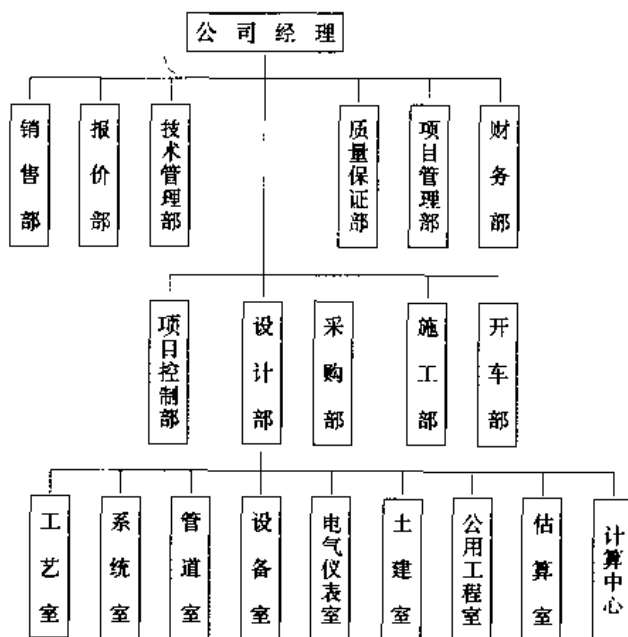 公司经理
销售部
报价部
技术管理部
质量保证部
项目管理部
财务部
项目控制部
设计部
采购部
施工部
开车部
工艺室
系统室
管道室
设备室
电气仪表室
土建室
公用工程室
估算室
计算中心